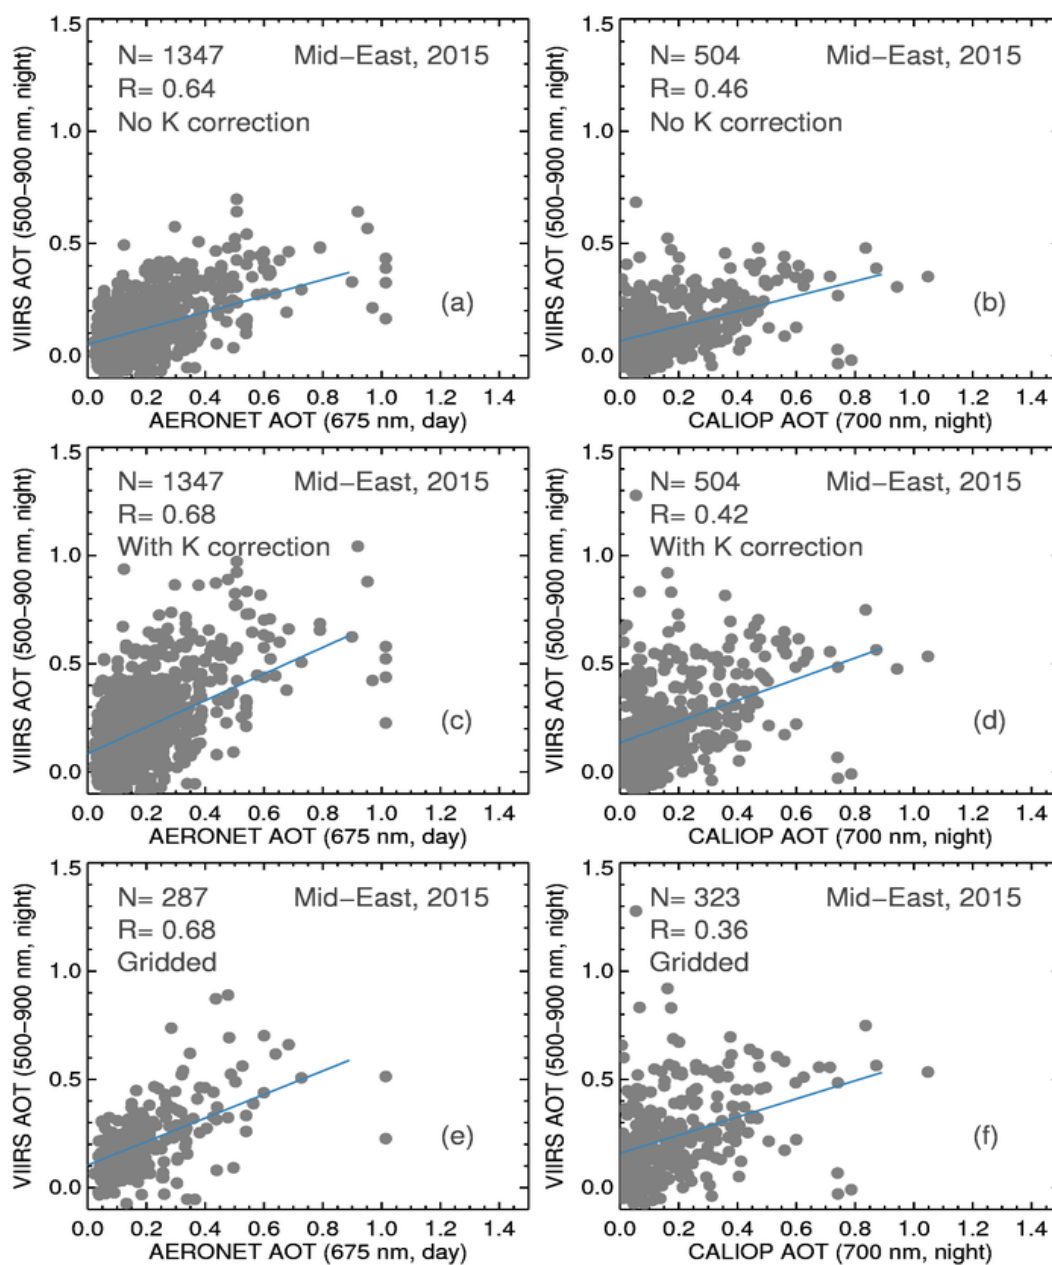 1.5
1.0
0.5
0.0
VIIRS AOT (500−900 nm, night)
N= 1347 Mid−East, 2015
R= 0.64
No K correction
(a)
0.0 0.2 0.4 0.6 0.8 1.0 1.2 1.4
AERONET AOT (675 nm, day)
1.5
1.0
0.5
0.0
VIIRS AOT (500−900 nm, night)
N= 504 Mid−East, 2015
R= 0.46
No K correction
(b)
0.0 0.2 0.4 0.6 0.8 1.0 1.2 1.4
CALIOP AOT (700 nm, night)
1.5
1.0
0.5
0.0
VIIRS AOT (500−900 nm, night)
N= 1347 Mid−East, 2015
R= 0.68
With K correction
(c)
0.0 0.2 0.4 0.6 0.8 1.0 1.2 1.4
AERONET AOT (675 nm, day)
1.5
1.0
0.5
0.0
VIIRS AOT (500−900 nm, night)
N= 504 Mid−East, 2015
R= 0.42
With K correction
(d)
0.0 0.2 0.4 0.6 0.8 1.0 1.2 1.4
CALIOP AOT (700 nm, night)
1.5
1.0
0.5
0.0
VIIRS AOT (500−900 nm, night)
N= 287 Mid−East, 2015
R= 0.68
Gridded
(e)
0.0 0.2 0.4 0.6 0.8 1.0 1.2 1.4
AERONET AOT (675 nm, day)
1.5
1.0
0.5
0.0
VIIRS AOT (500−900 nm, night)
N= 323 Mid−East, 2015
R= 0.36
Gridded
(f)
0.0 0.2 0.4 0.6 0.8 1.0 1.2 1.4
CALIOP AOT (700 nm, night)